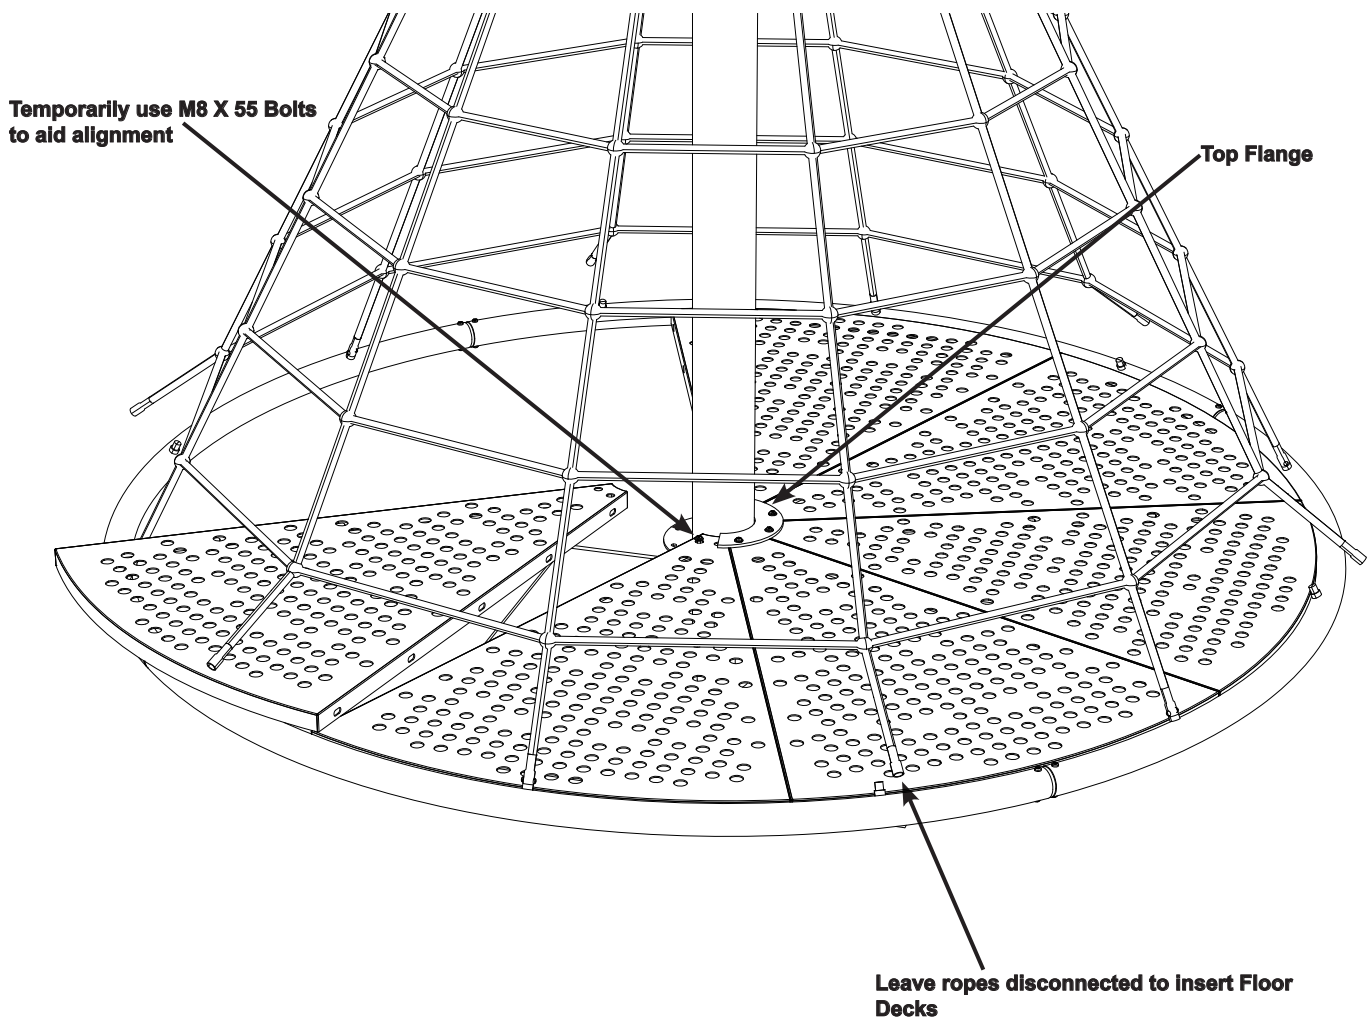 Temporarily use M8 X 55 Bolts
to aid alignment
Top Flange
Leave ropes disconnected to insert Floor
Decks